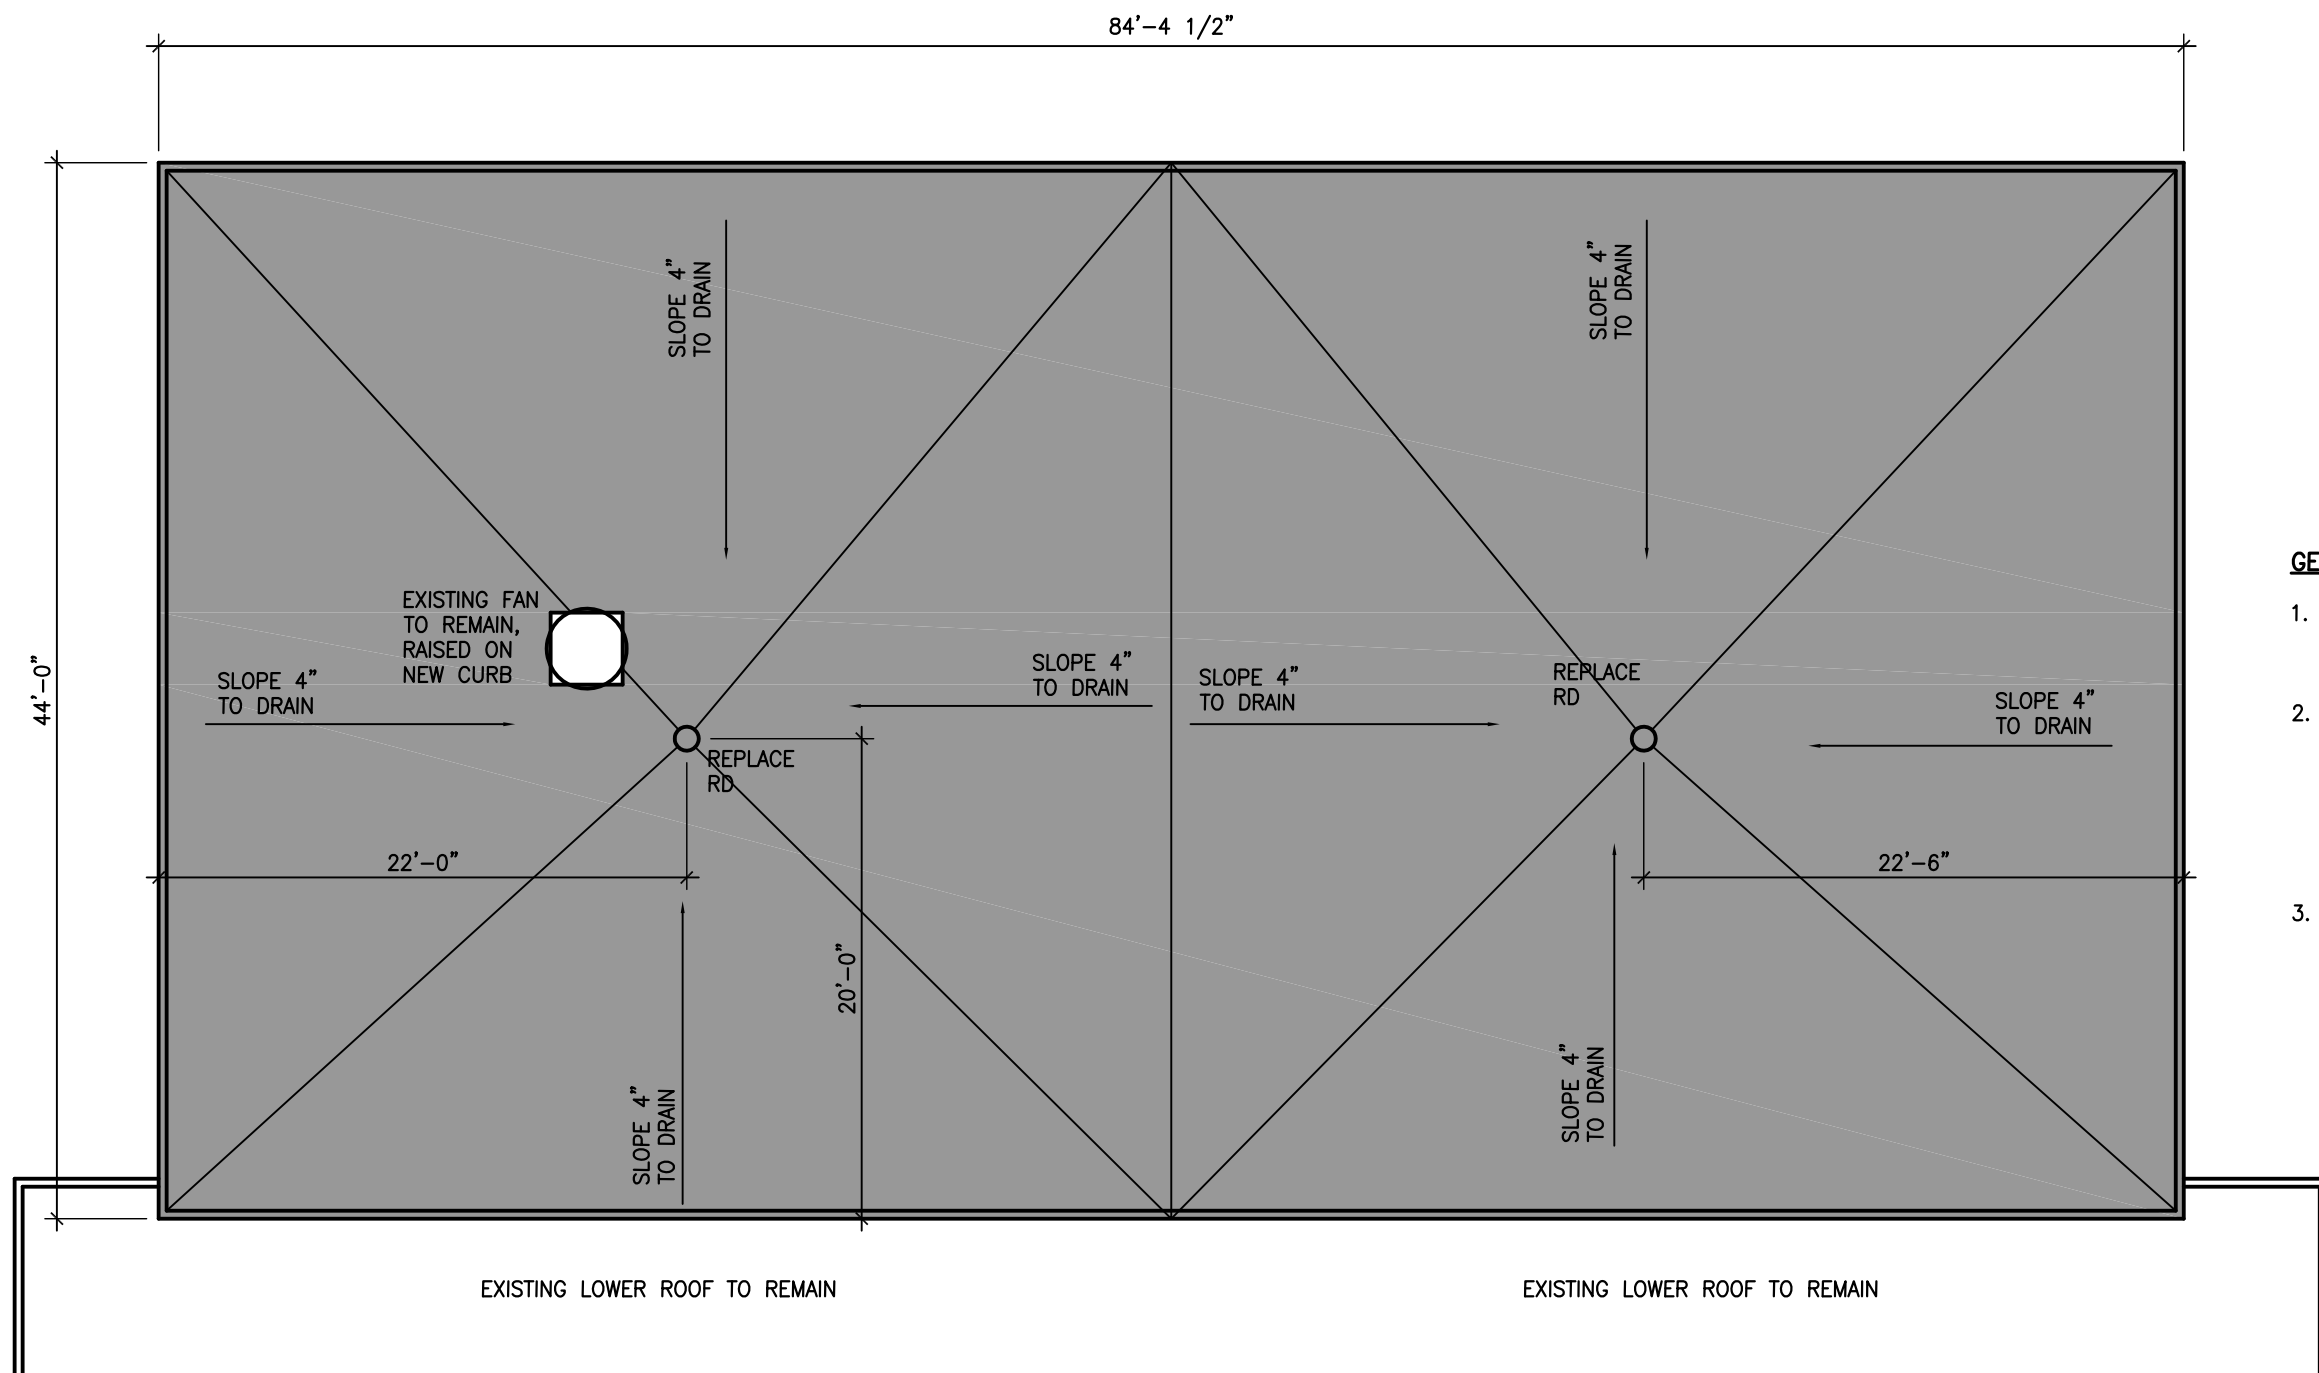 84'-4 1/2"
SLOPE 4"
TO DRAIN
SLOPE 4"
TO DRAIN
GE
1.
EXISTING FAN
TO REMAIN,
RAISED ON
NEW CURB
44'-0"
SLOPE 4"
TO DRAIN
SLOPE 4"
TO DRAIN
SLOPE 4"
TO DRAIN
REPLACE
RD
SLOPE 4"
TO DRAIN
2.
REPLACE
RD
22'-0"
22'-6"
3.
20'-0"
SLOPE 4"
TO DRAIN
SLOPE 4"
TO DRAIN
EXISTING LOWER ROOF TO REMAIN
EXISTING LOWER ROOF TO REMAIN